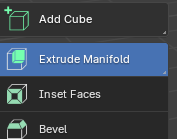 Add Cube
Extrude Manifold
Inset Faces
Bevel